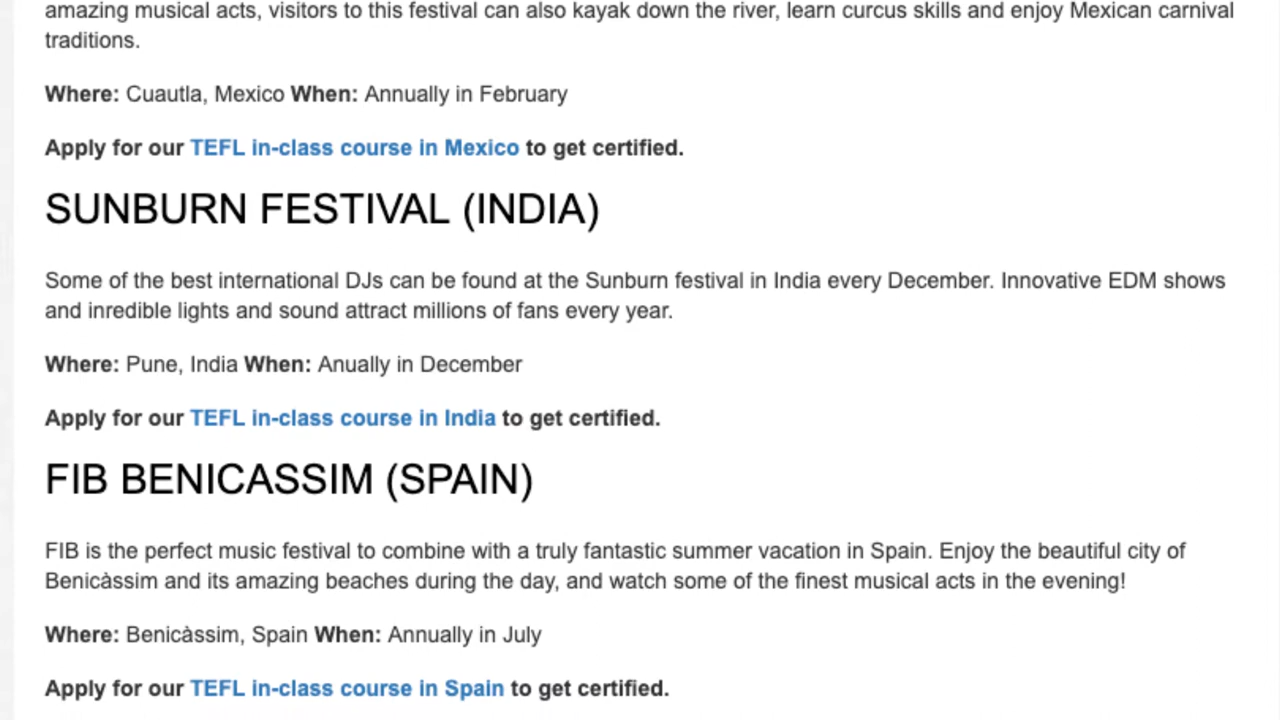 amazing musical acts, visitors to this festival can also kayak down the river, learn curcus skills and enjoy Mexican carnival
traditions.
Where: Cuautla, Mexico When: Annually in February
Apply for our TEFL in-class course in Mexico to get certified.
SUNBURN FESTIVAL (INDIA)
Some of the best international DJs can be found at the Sunburn festival in India every December. Innovative EDM shows
and inredible lights and sound attract millions of fans every year.
Where: Pune, India When: Anually in December
Apply for our TEFL in-class course in India to get certified.
FIB BENICASSIM (SPAIN)
FIB is the perfect music festival to combine with a truly fantastic summer vacation in Spain. Enjoy the beautiful city of
Benicàssim and its amazing beaches during the day, and watch some of the finest musical acts in the evening!
Where: Benicàssim, Spain When: Annually in July
Apply for our TEFL in-class course in Spain to get certified.